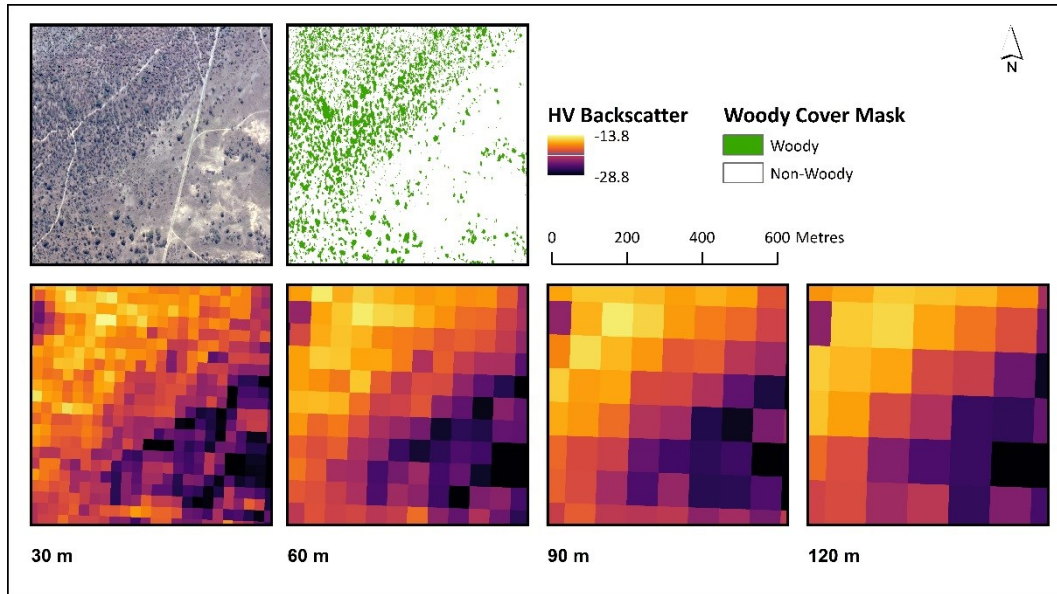 N
HV Backscatter
-13.8
-28.8
Woody Cover Mask
Woody
Non-Woody
0 200 400 600 Metres
30 m 60 m 90 m 120 m